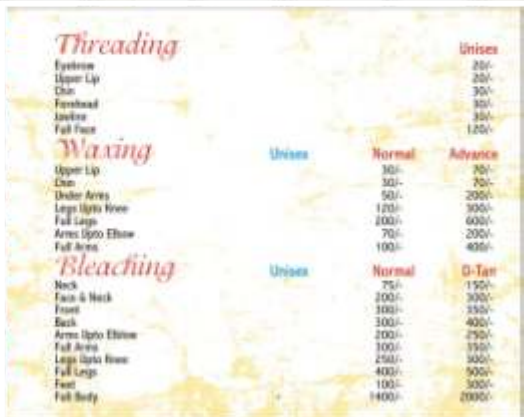 Threading Unisex
Eyebrow 20/-
Upper Lip 20/-
Chin 30/-
Forehead 30/-
Jawline 30/-
Full Face 120/-
Waxing Unisex Normal Advance
Upper Lip 30/- 70/-
Chin 30/- 70/-
Under Arms 50/- 200/-
Legs Upto Knee 120/- 300/-
Full Legs 200/- 600/-
Arms Upto Elbow 70/- 200/-
Full Arms 100/- 400/-
Bleaching Unisex Normal D-Tan
Neck 75/- 150/-
Face & Neck 200/- 300/-
Front 300/- 350/-
Back 300/- 400/-
Arms Upto Elbow 200/- 250/-
Full Arms 300/- 350/-
Legs Upto Knee 250/- 300/-
Full Legs 400/- 500/-
Feet 100/- 300/-
Full Body 1400/- 2000/-